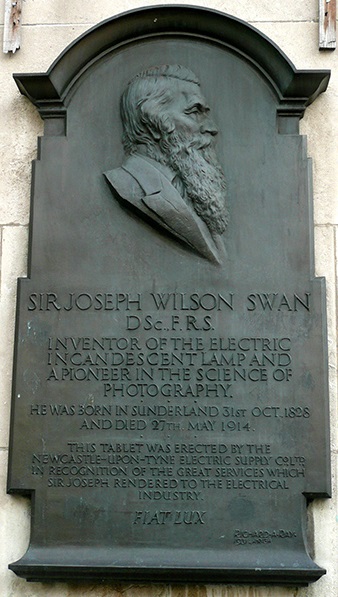 SIR JOSEPH WILSON SWAN
D Sc., F. R. S.
INVENTOR OF THE ELECTRIC
INCANDESCENT LAMP AND
A PIONEER IN THE SCIENCE OF
PHOTOGRAPHY.
HE WAS BORN IN SUNDERLAND 31ST OCT. 1828
AND DIED 27TH. MAY 1914.
THIS TABLET WAS ERECTED BY THE
NEWCASTLE-UPON-TYNE ELECTRIC SUPPLY CO LTD
IN RECOGNITION OF THE GREAT SERVICES WHICH
SIR JOSEPH RENDERED TO THE ELECTRICAL
INDUSTRY.
FIAT LUX
RICHARD A. RAY